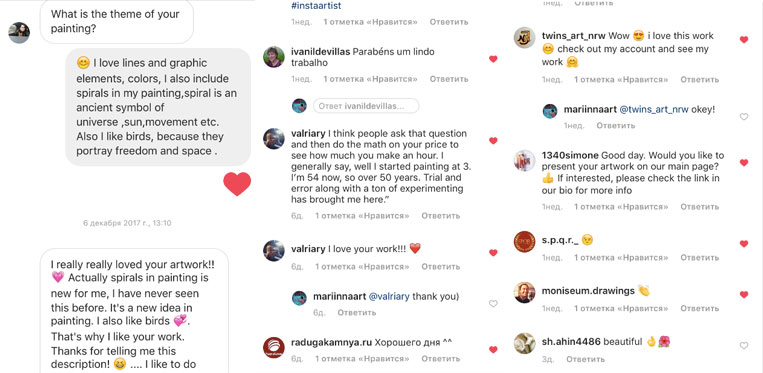 What is the theme of your
painting?
😊 I love lines and graphic
elements, colors, I also include
spirals in my painting,spiral is an
ancient symbol of
universe ,sun,movement etc.
Also I like birds, because they
portray freedom and space .
6 декабря 2017 г., 13:10
I really really loved your artwork!!
💞 Actually spirals in painting is
new for me, I have never seen
this before. It's a new idea in
painting. I also like birds 💞.
That's why I like your work.
Thanks for telling me this
description! 😄 .... I like to do
#instaartist
1нед. 1 отметка «Нравится» Ответить
ivanildevillas Parabéns um lindo
trabalho
1нед. 1 отметка «Нравится» Ответить
Ответ ivanildevillas...
valriary I think people ask that question
and then do the math on your price to
see how much you make an hour. I
generally say, well I started painting at 3.
I'm 54 now, so over 50 years. Trial and
error along with a ton of experimenting
has brought me here."
6д. 1 отметка «Нравится» Ответить
valriary I love your work!!! ❤️
6д. 1 отметка «Нравится» Ответить
mariinnaart @valriary thank you)
6д. Ответить
radugakamnya.ru Хорошего дня ^^
6д. 1 отметка «Нравится» Ответить
1нед. Ответить
twins_art_nrw Wow 😍 i love this work
😊 check out my account and see my
work 🤗
1нед. 1 отметка «Нравится» Ответить
mariinnaart @twins_art_nrw okey!
1нед. Ответить
1340simone Good day. Would you like to
present your artwork on our main page?
👍 If interested, please check the link in
our bio for more info
1нед. 1 отметка «Нравится» Ответить
s.p.q.r._ 😉
1нед. 1 отметка «Нравится» Ответить
moniseum.drawings 👏
1нед. 1 отметка «Нравится» Ответить
sh.ahin4486 beautiful 👌🌺
3д. Ответить